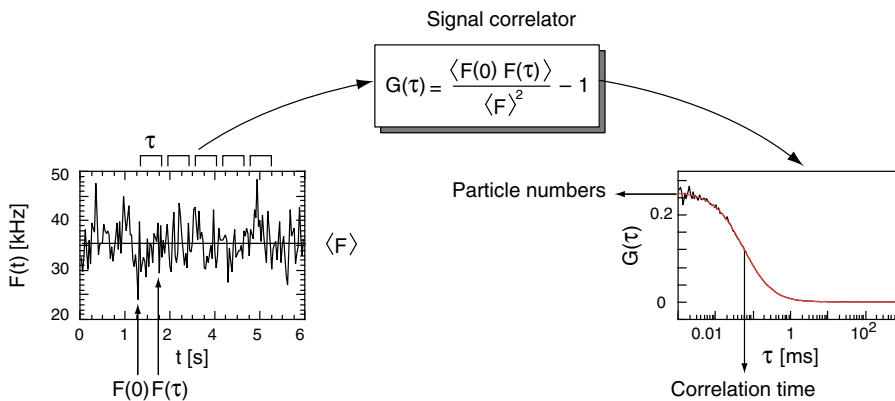 Signal correlator
G(τ) = ⟨F(0) F(τ)⟩ / ⟨F⟩² − 1
τ
50
40
30
20
F(t) [kHz]
0 1 2 3 4 5 6
t [s]
F(0) F(τ)
⟨F⟩
Particle numbers
0.2
0
G(τ)
0.01 1 10²
τ [ms]
Correlation time